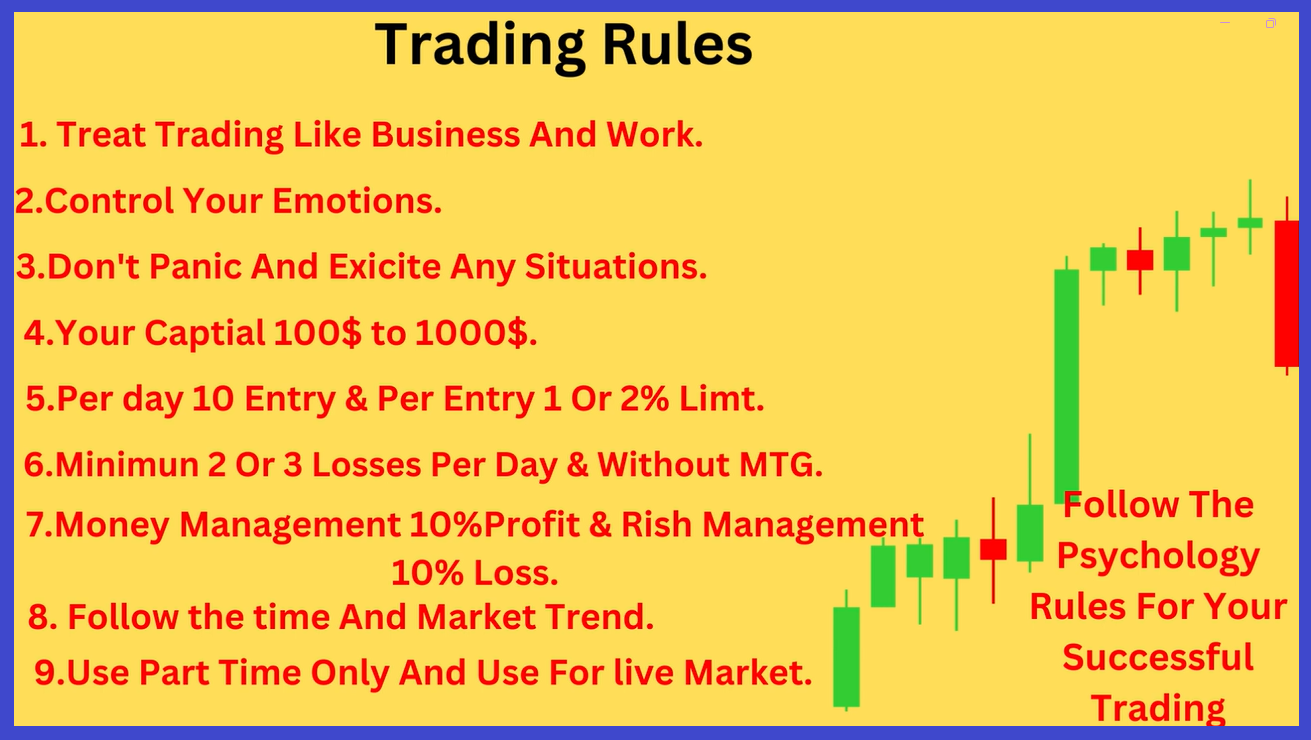 Trading Rules
1. Treat Trading Like Business And Work.
2.Control Your Emotions.
3.Don't Panic And Exicite Any Situations.
4.Your Captial 100$ to 1000$.
5.Per day 10 Entry & Per Entry 1 Or 2% Limt.
6.Minimun 2 Or 3 Losses Per Day & Without MTG.
7.Money Management 10%Profit & Rish Management
10% Loss.
8. Follow the time And Market Trend.
9.Use Part Time Only And Use For live Market.
Follow The
Psychology
Rules For Your
Successful
Trading